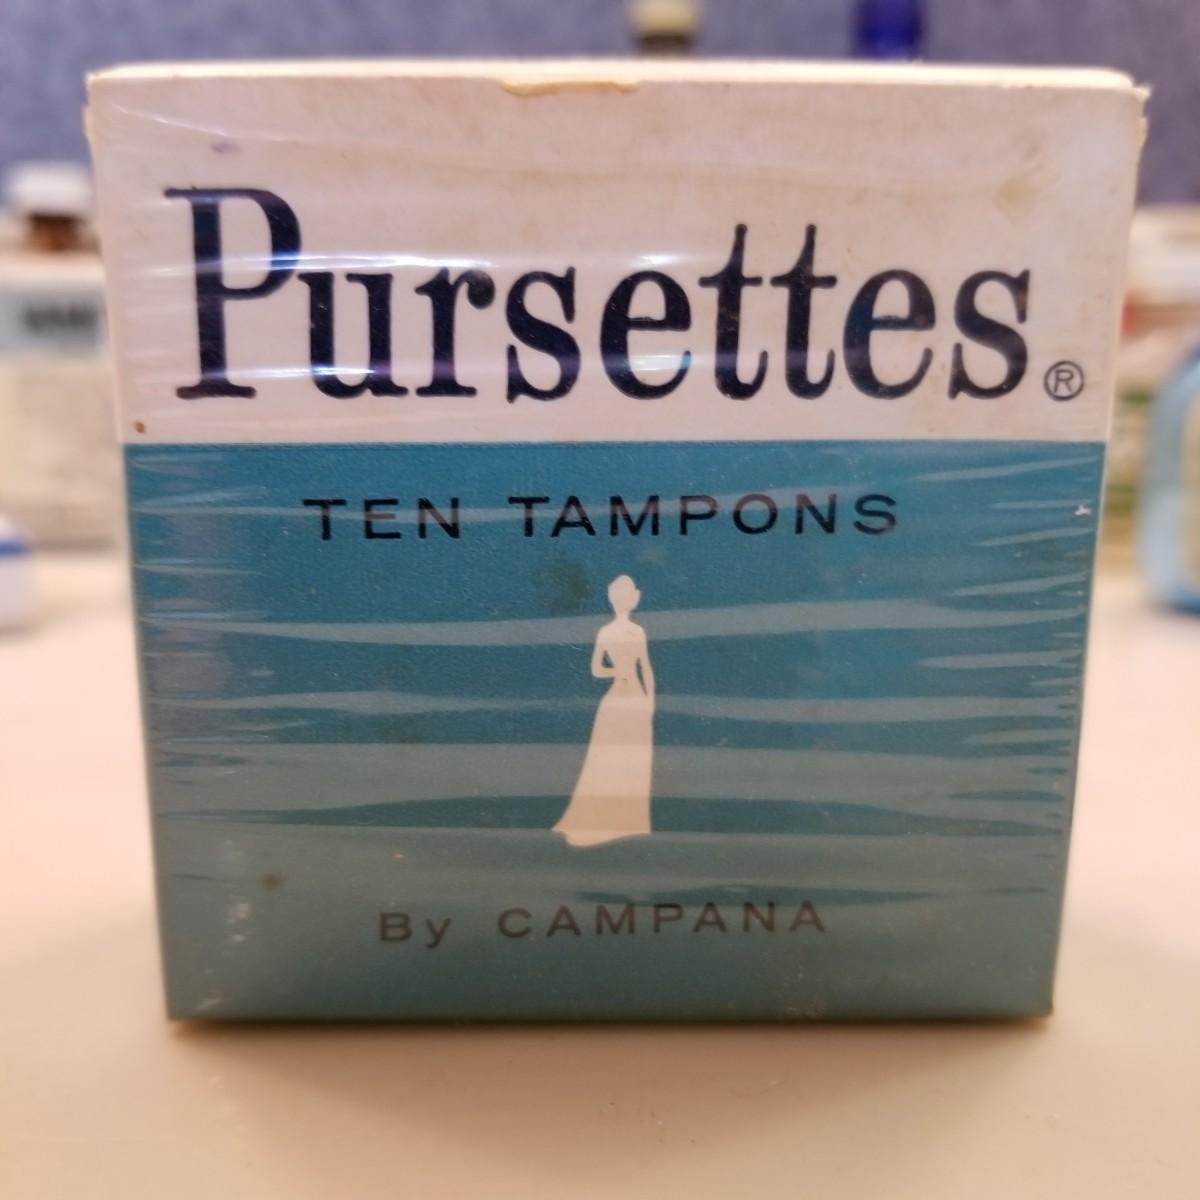 Pursettes®
TEN TAMPONS
By CAMPANA